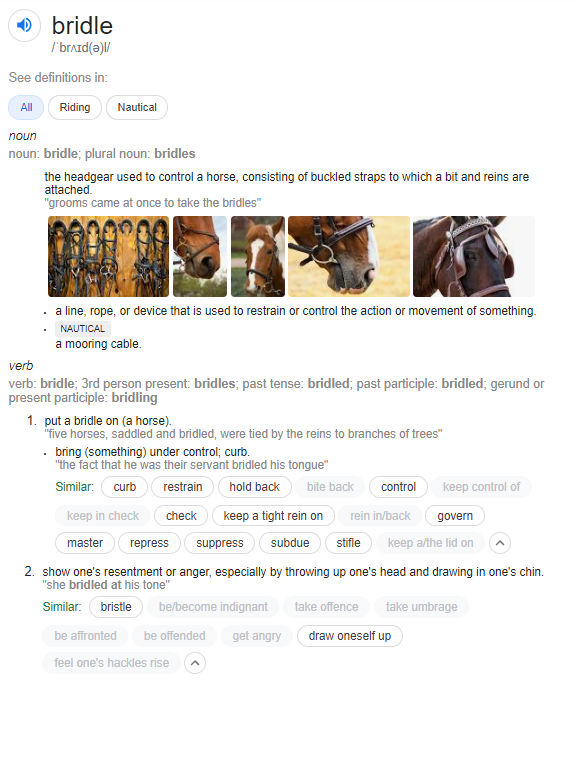 bridle
/ˈbrʌɪd(ə)l/
See definitions in:
All Riding Nautical
noun
noun: bridle; plural noun: bridles
the headgear used to control a horse, consisting of buckled straps to which a bit and reins are
attached.
"grooms came at once to take the bridles"
• a line, rope, or device that is used to restrain or control the action or movement of something.
• NAUTICAL
a mooring cable.
verb
verb: bridle; 3rd person present: bridles; past tense: bridled; past participle: bridled; gerund or
present participle: bridling
1. put a bridle on (a horse).
"five horses, saddled and bridled, were tied by the reins to branches of trees"
• bring (something) under control; curb.
"the fact that he was their servant bridled his tongue"
Similar: curb restrain hold back bite back control keep control of
keep in check check keep a tight rein on rein in/back govern
master repress suppress subdue stifle keep a/the lid on
2. show one's resentment or anger, especially by throwing up one's head and drawing in one's chin.
"she bridled at his tone"
Similar: bristle be/become indignant take offence take umbrage
be affronted be offended get angry draw oneself up
feel one's hackles rise